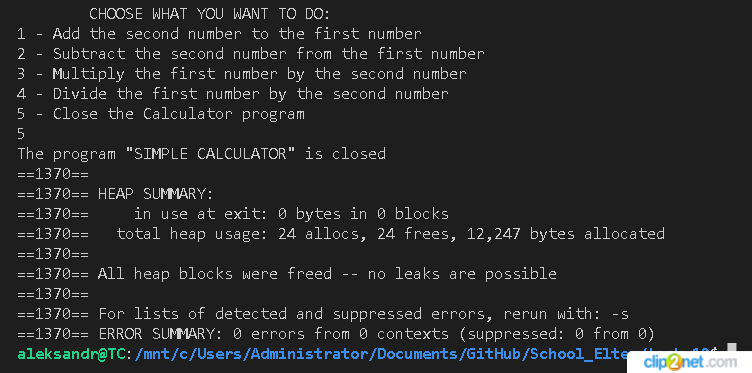 CHOOSE WHAT YOU WANT TO DO:
1 - Add the second number to the first number
2 - Subtract the second number from the first number
3 - Multiply the first number by the second number
4 - Divide the first number by the second number
5 - Close the Calculator program
5
The program "SIMPLE CALCULATOR" is closed
==1370==
==1370== HEAP SUMMARY:
==1370==     in use at exit: 0 bytes in 0 blocks
==1370==   total heap usage: 24 allocs, 24 frees, 12,247 bytes allocated
==1370==
==1370== All heap blocks were freed -- no leaks are possible
==1370==
==1370== For lists of detected and suppressed errors, rerun with: -s
==1370== ERROR SUMMARY: 0 errors from 0 contexts (suppressed: 0 from 0)
aleksandr@TC:/mnt/c/Users/Administrator/Documents/GitHub/School_Elte
clip2net.com